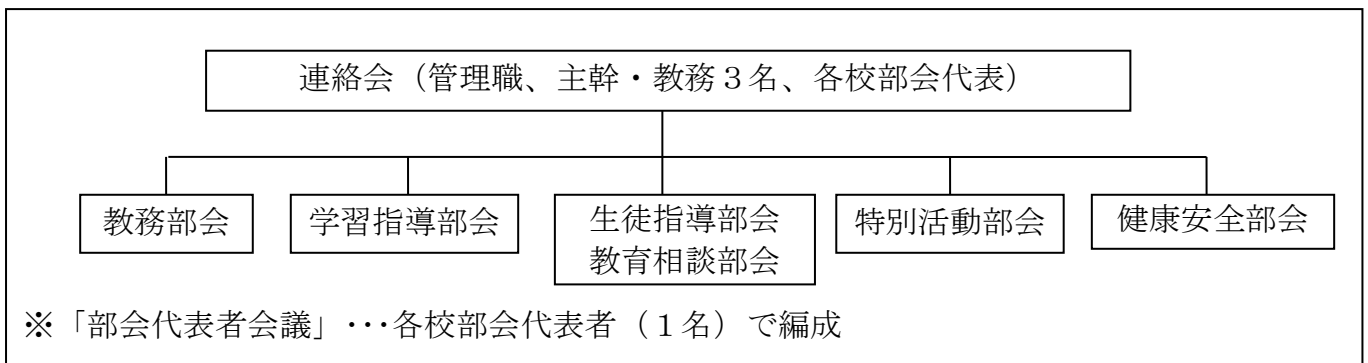 連絡会（管理職、主幹・教務３名、各校部会代表）
教務部会
学習指導部会
生徒指導部会
教育相談部会
特別活動部会
健康安全部会
※「部会代表者会議」･･･各校部会代表者（１名）で編成